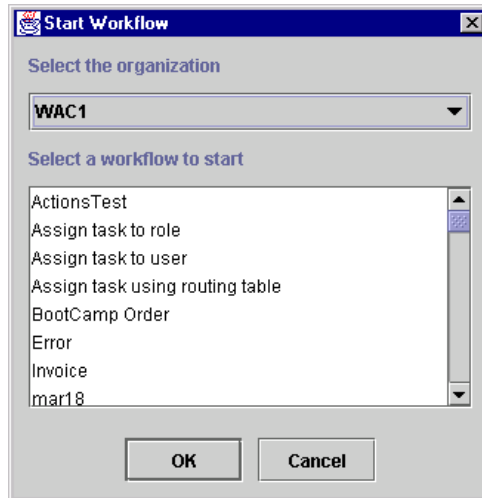 Start Workflow
Select the organization
WAC1
Select a workflow to start
ActionsTest
Assign task to role
Assign task to user
Assign task using routing table
BootCamp Order
Error
Invoice
mar18
OK Cancel